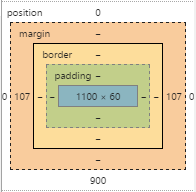 position 0
margin –
border –
padding –
0 107 – – 1100 × 60 – – 107 0
–
–
–
900